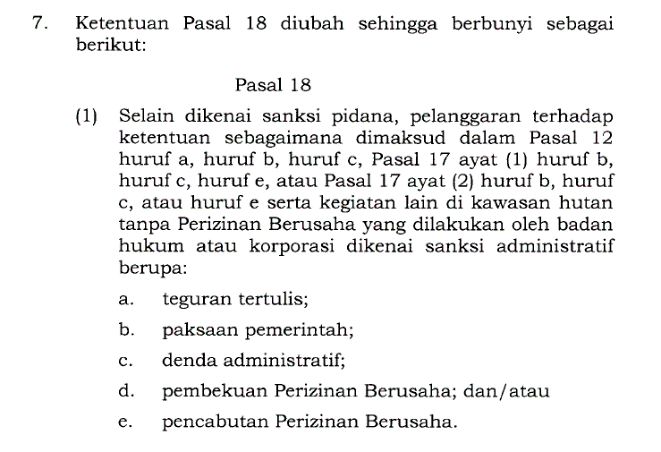 7. Ketentuan Pasal 18 diubah sehingga berbunyi sebagai
berikut:
Pasal 18
(1) Selain dikenai sanksi pidana, pelanggaran terhadap
ketentuan sebagaimana dimaksud dalam Pasal 12
huruf a, huruf b, huruf c, Pasal 17 ayat (1) huruf b,
huruf c, huruf e, atau Pasal 17 ayat (2) huruf b, huruf
c, atau huruf e serta kegiatan lain di kawasan hutan
tanpa Perizinan Berusaha yang dilakukan oleh badan
hukum atau korporasi dikenai sanksi administratif
berupa:
a. teguran tertulis;
b. paksaan pemerintah;
c. denda administratif;
d. pembekuan Perizinan Berusaha; dan/atau
e. pencabutan Perizinan Berusaha.